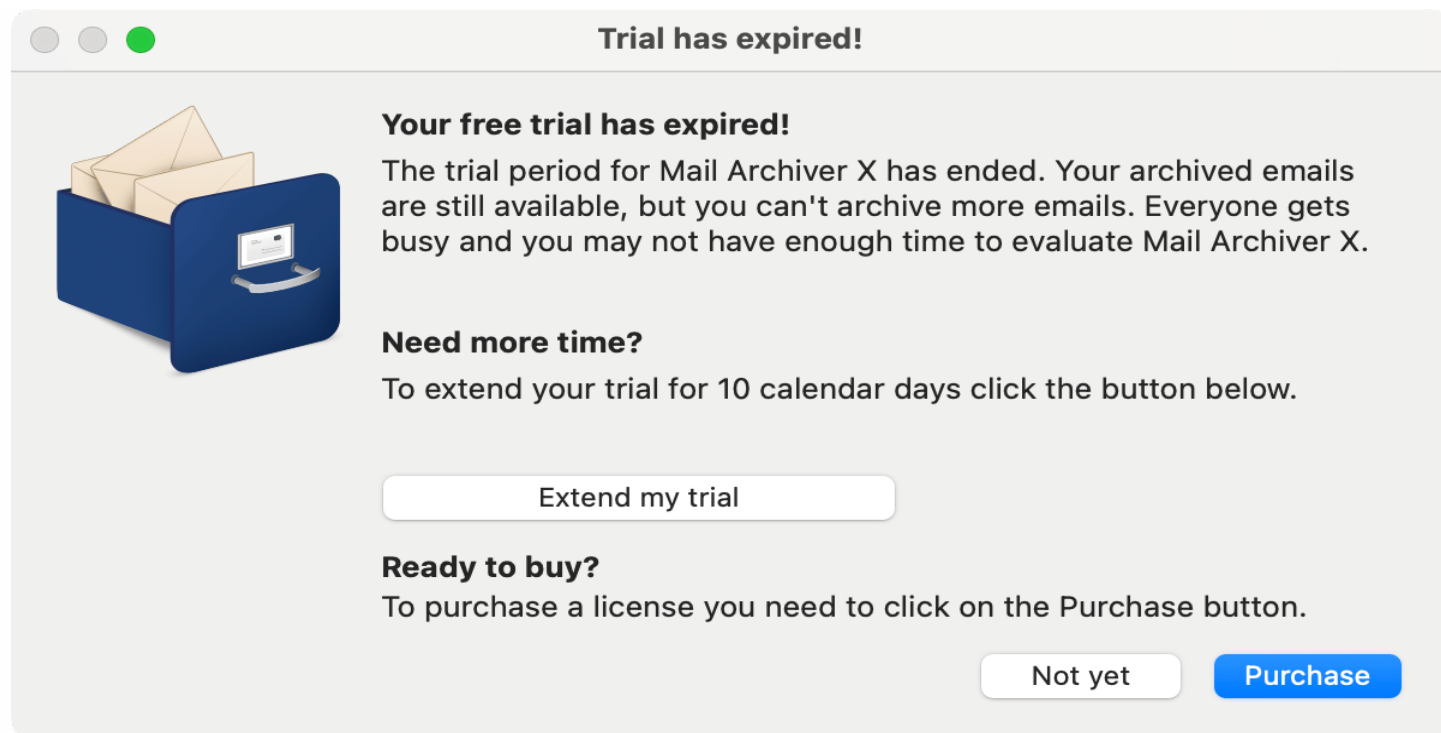 Trial has expired!
Your free trial has expired!
The trial period for Mail Archiver X has ended. Your archived emails
are still available, but you can't archive more emails. Everyone gets
busy and you may not have enough time to evaluate Mail Archiver X.
Need more time?
To extend your trial for 10 calendar days click the button below.
Extend my trial
Ready to buy?
To purchase a license you need to click on the Purchase button.
Not yet
Purchase